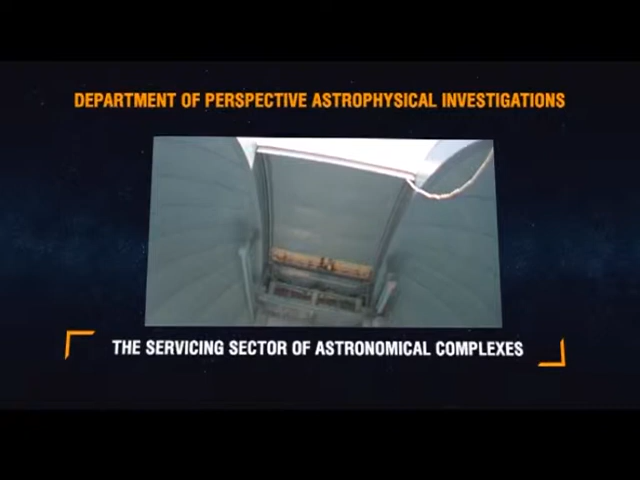 DEPARTMENT OF PERSPECTIVE ASTROPHYSICAL INVESTIGATIONS
THE SERVICING SECTOR OF ASTRONOMICAL COMPLEXES